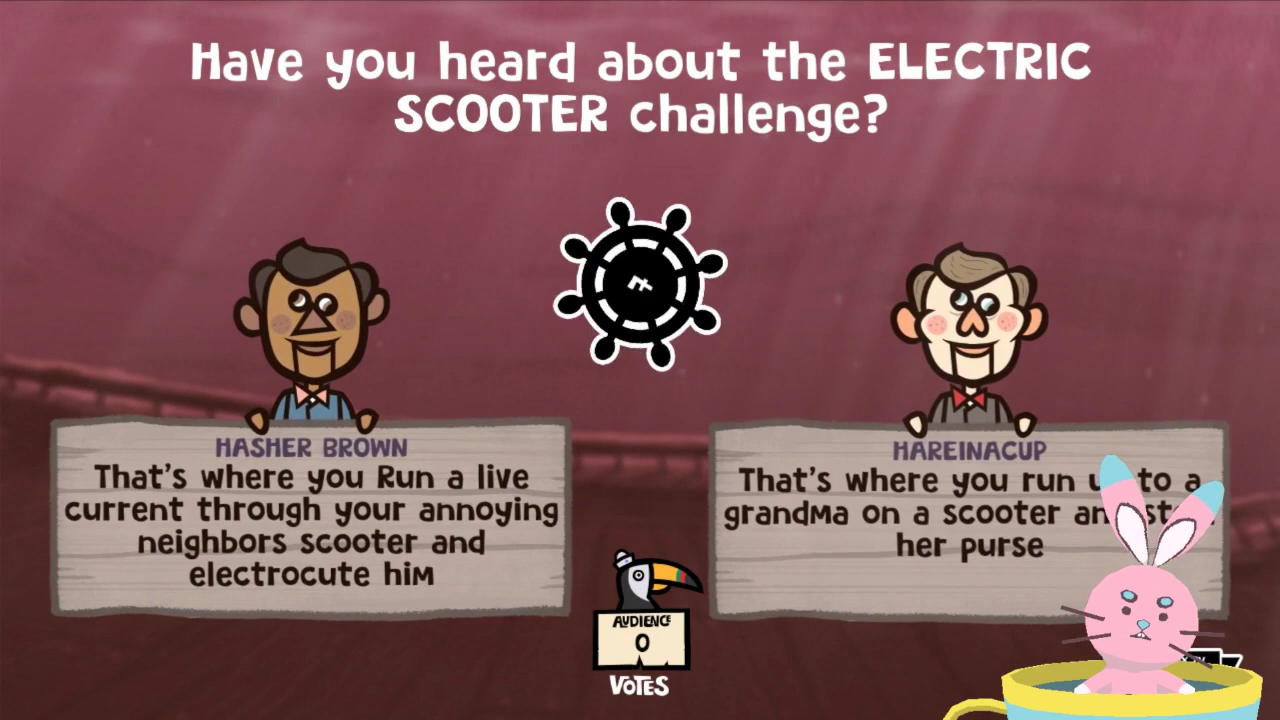 Have you heard about the ELECTRIC
SCOOTER challenge?
HASHER BROWN
That's where you Run a live
current through your annoying
neighbors scooter and
electrocute him
HAREINACUP
That's where you run to a
grandma on a scooter
her purse
AUDIENCE
0
VOTES